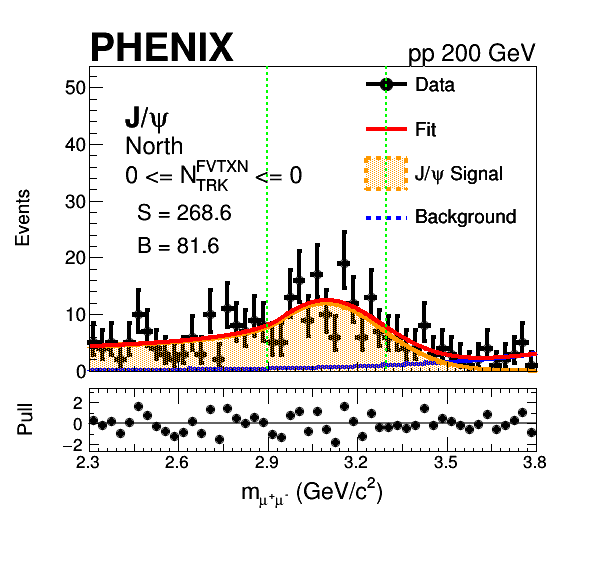 PHENIX
pp 200 GeV
J/ψ
North
0 <= N FVTXN TRK <= 0
S = 268.6
B = 81.6
Data
Fit
J/ψ Signal
Background
Events
50
40
30
20
10
0
Pull
2
0
−2
2.3 2.6 2.9 3.2 3.5 3.8
m μ⁺μ⁻ (GeV/c²)